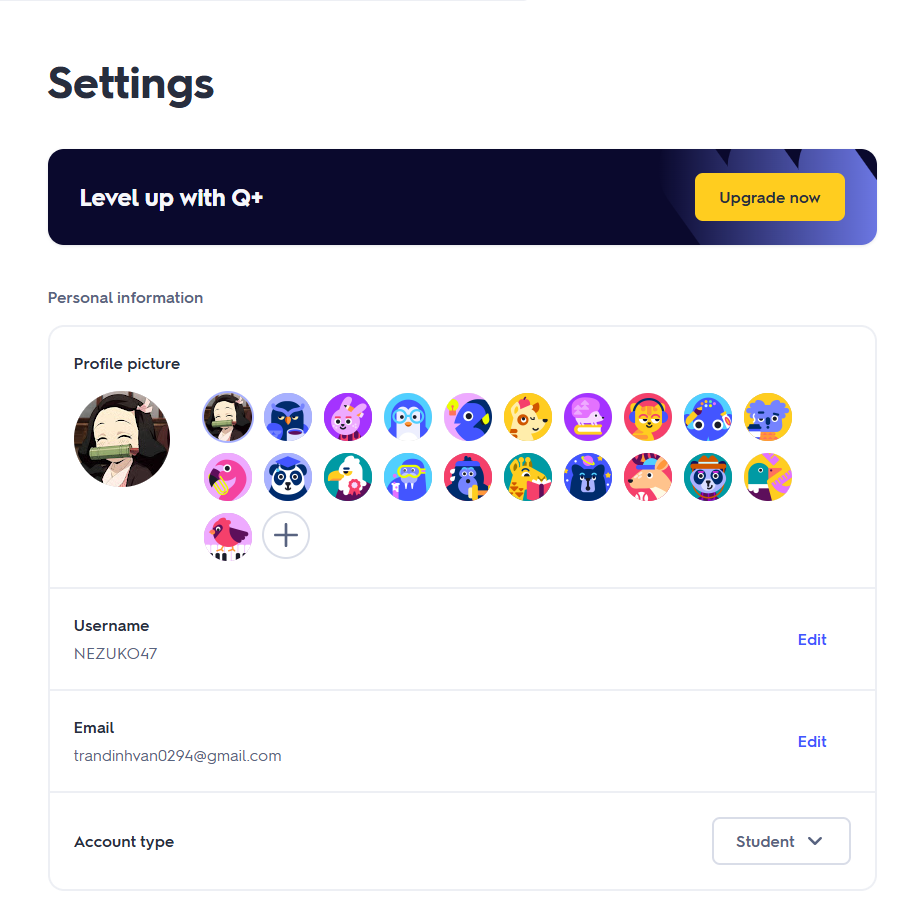 Settings
Level up with Q+
Upgrade now
Personal information
Profile picture
Username
NEZUKO47
Edit
Email
trandinhvan0294@gmail.com
Edit
Account type
Student